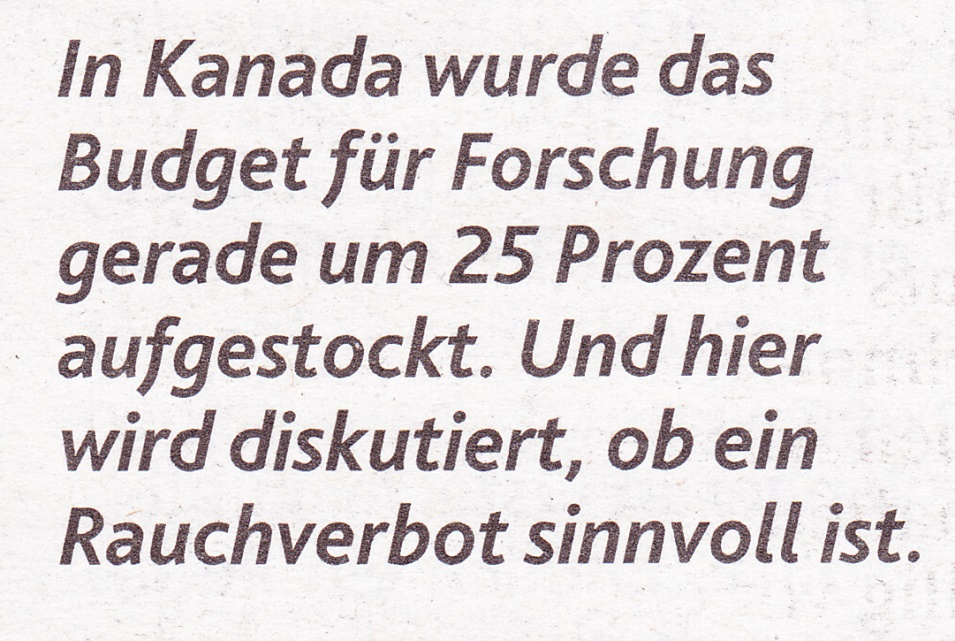 In Kanada wurde das
Budget für Forschung
gerade um 25 Prozent
aufgestockt. Und hier
wird diskutiert, ob ein
Rauchverbot sinnvoll ist.